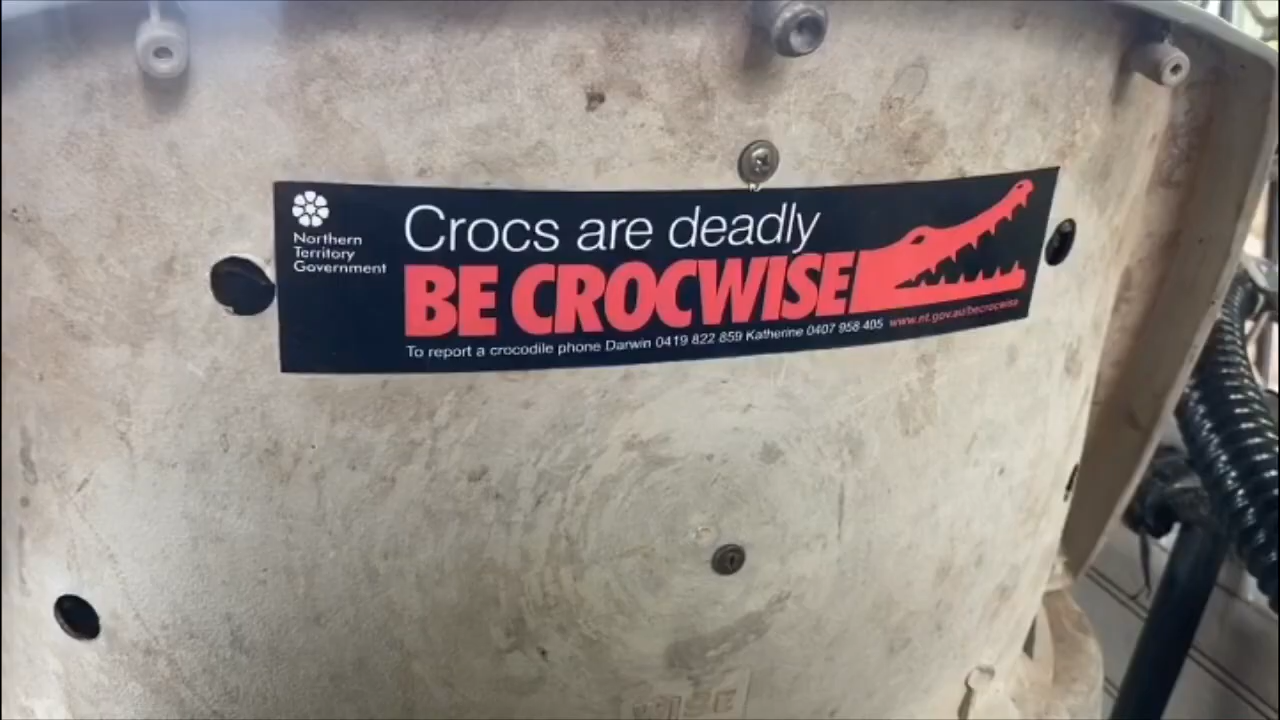 Northern
Territory
Government
Crocs are deadly
BE CROCWISE
To report a crocodile phone Darwin 0419 822 859 Katherine 0407 958 405 www.nt.gov.au/becrocwise